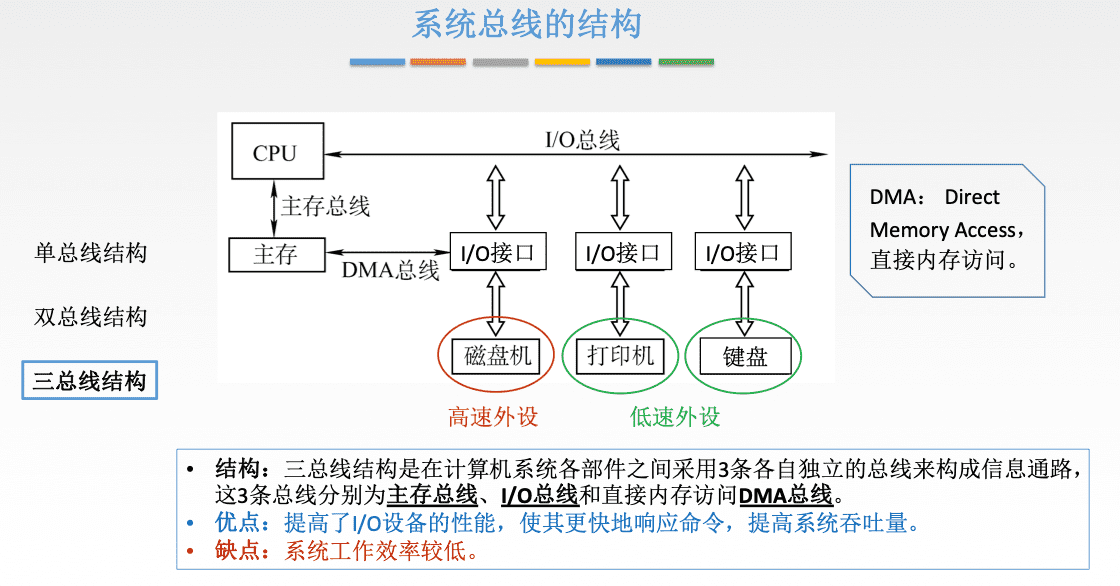 系统总线的结构
CPU
I/O总线
主存总线
主存
DMA总线
I/O接口
I/O接口
I/O接口
磁盘机
打印机
键盘
高速外设
低速外设
DMA： Direct
Memory Access，
直接内存访问。
单总线结构
双总线结构
三总线结构
• 结构：三总线结构是在计算机系统各部件之间采用3条各自独立的总线来构成信息通路，
这3条总线分别为主存总线、I/O总线和直接内存访问DMA总线。
• 优点：提高了I/O设备的性能，使其更快地响应命令，提高系统吞吐量。
• 缺点：系统工作效率较低。